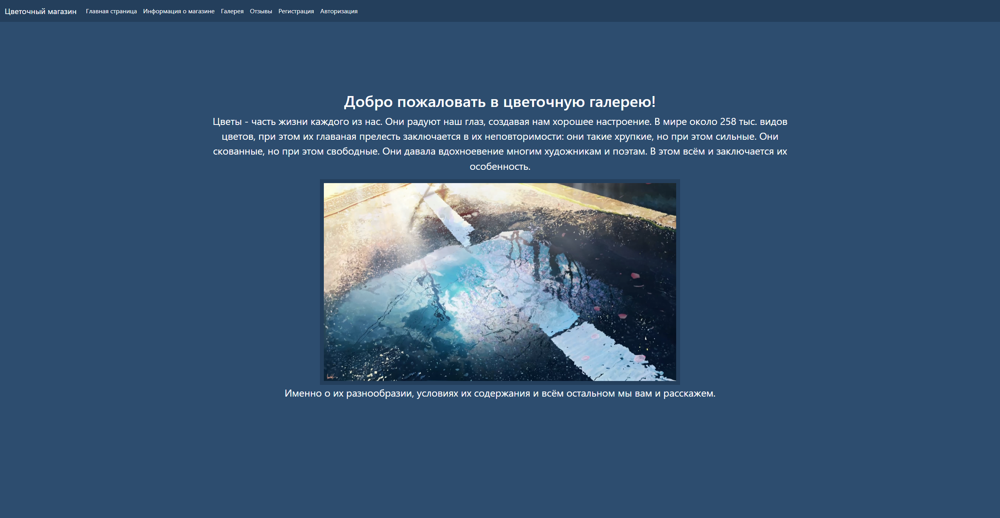 Цветочный магазин Главная страница Информация о магазине Галерея Отзывы Регистрация Авторизация
Добро пожаловать в цветочную галерею!
Цветы - часть жизни каждого из нас. Они радуют наш глаз, создавая нам хорошее настроение. В мире около 258 тыс. видов
цветов, при этом их главаная прелесть заключается в их неповторимости: они такие хрупкие, но при этом сильные. Они
скованные, но при этом свободные. Они давала вдохноевение многим художникам и поэтам. В этом всём и заключается их
особенность.
Именно о их разнообразии, условиях их содержания и всём остальном мы вам и расскажем.